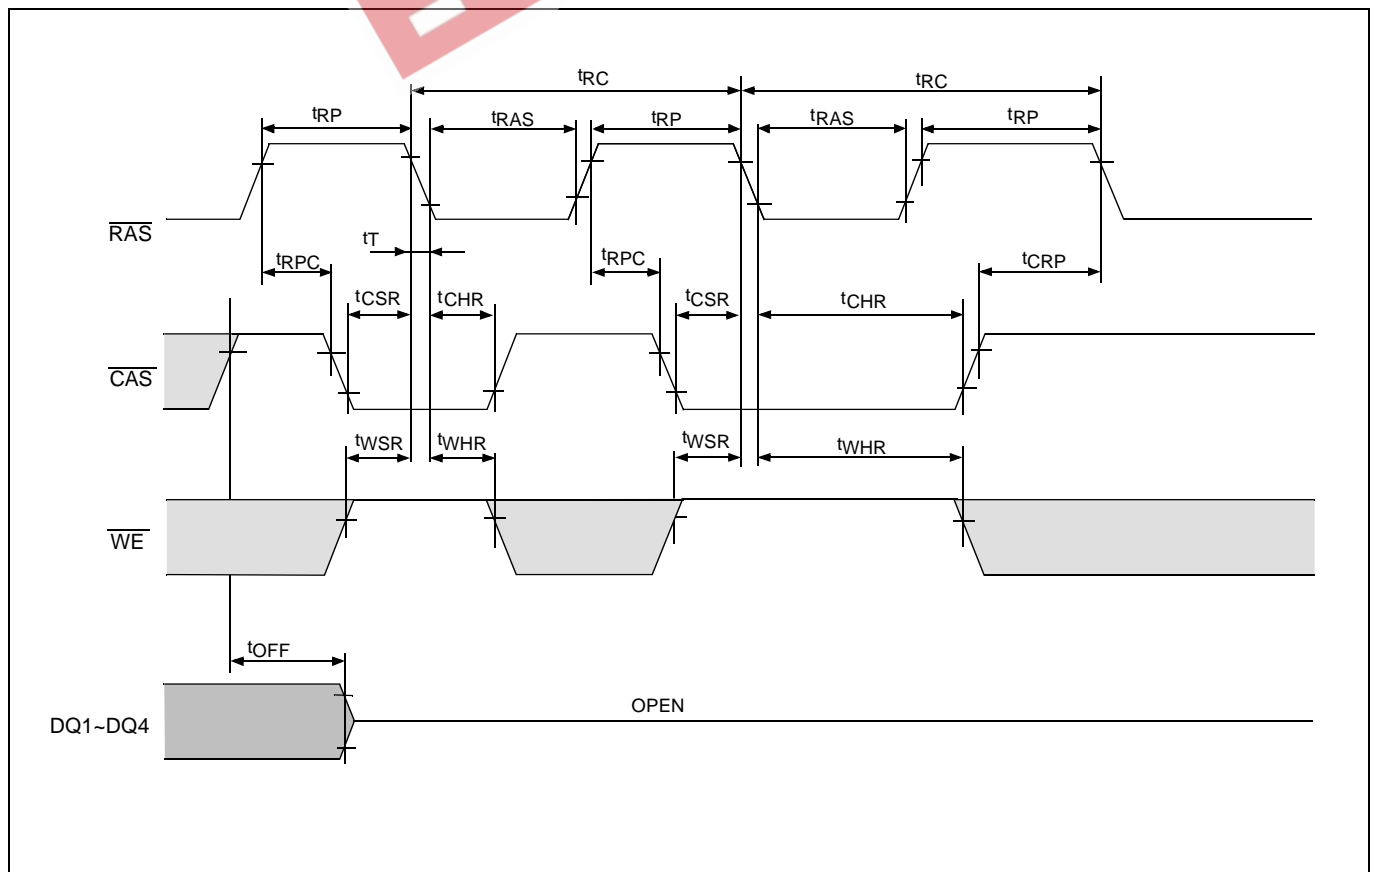 tRC tRC
tRP tRAS tRP tRAS tRP
RAS
tT
tRPC tRPC tCRP
tCSR tCHR tCSR tCHR
CAS
tWSR tWHR tWSR tWHR
WE
tOFF
OPEN
DQ1~DQ4